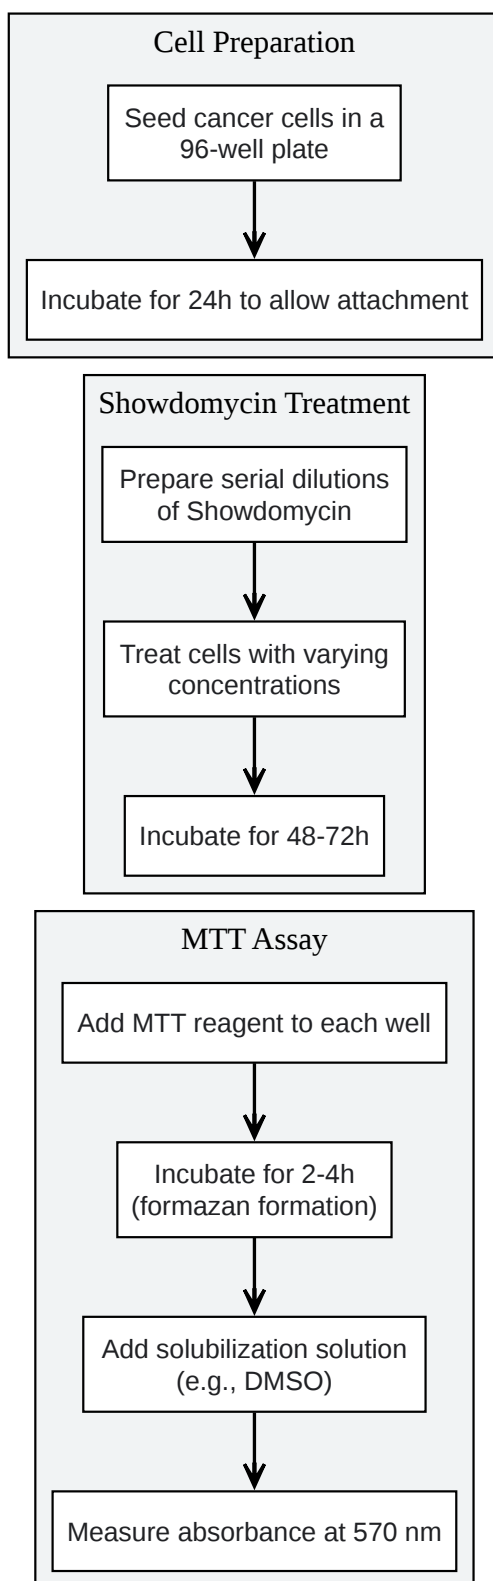 Cell Preparation
Seed cancer cells in a
96-well plate
Incubate for 24h to allow attachment
Showdomycin Treatment
Prepare serial dilutions
of Showdomycin
Treat cells with varying
concentrations
Incubate for 48-72h
MTT Assay
Add MTT reagent to each well
Incubate for 2-4h
(formazan formation)
Add solubilization solution
(e.g., DMSO)
Measure absorbance at 570 nm